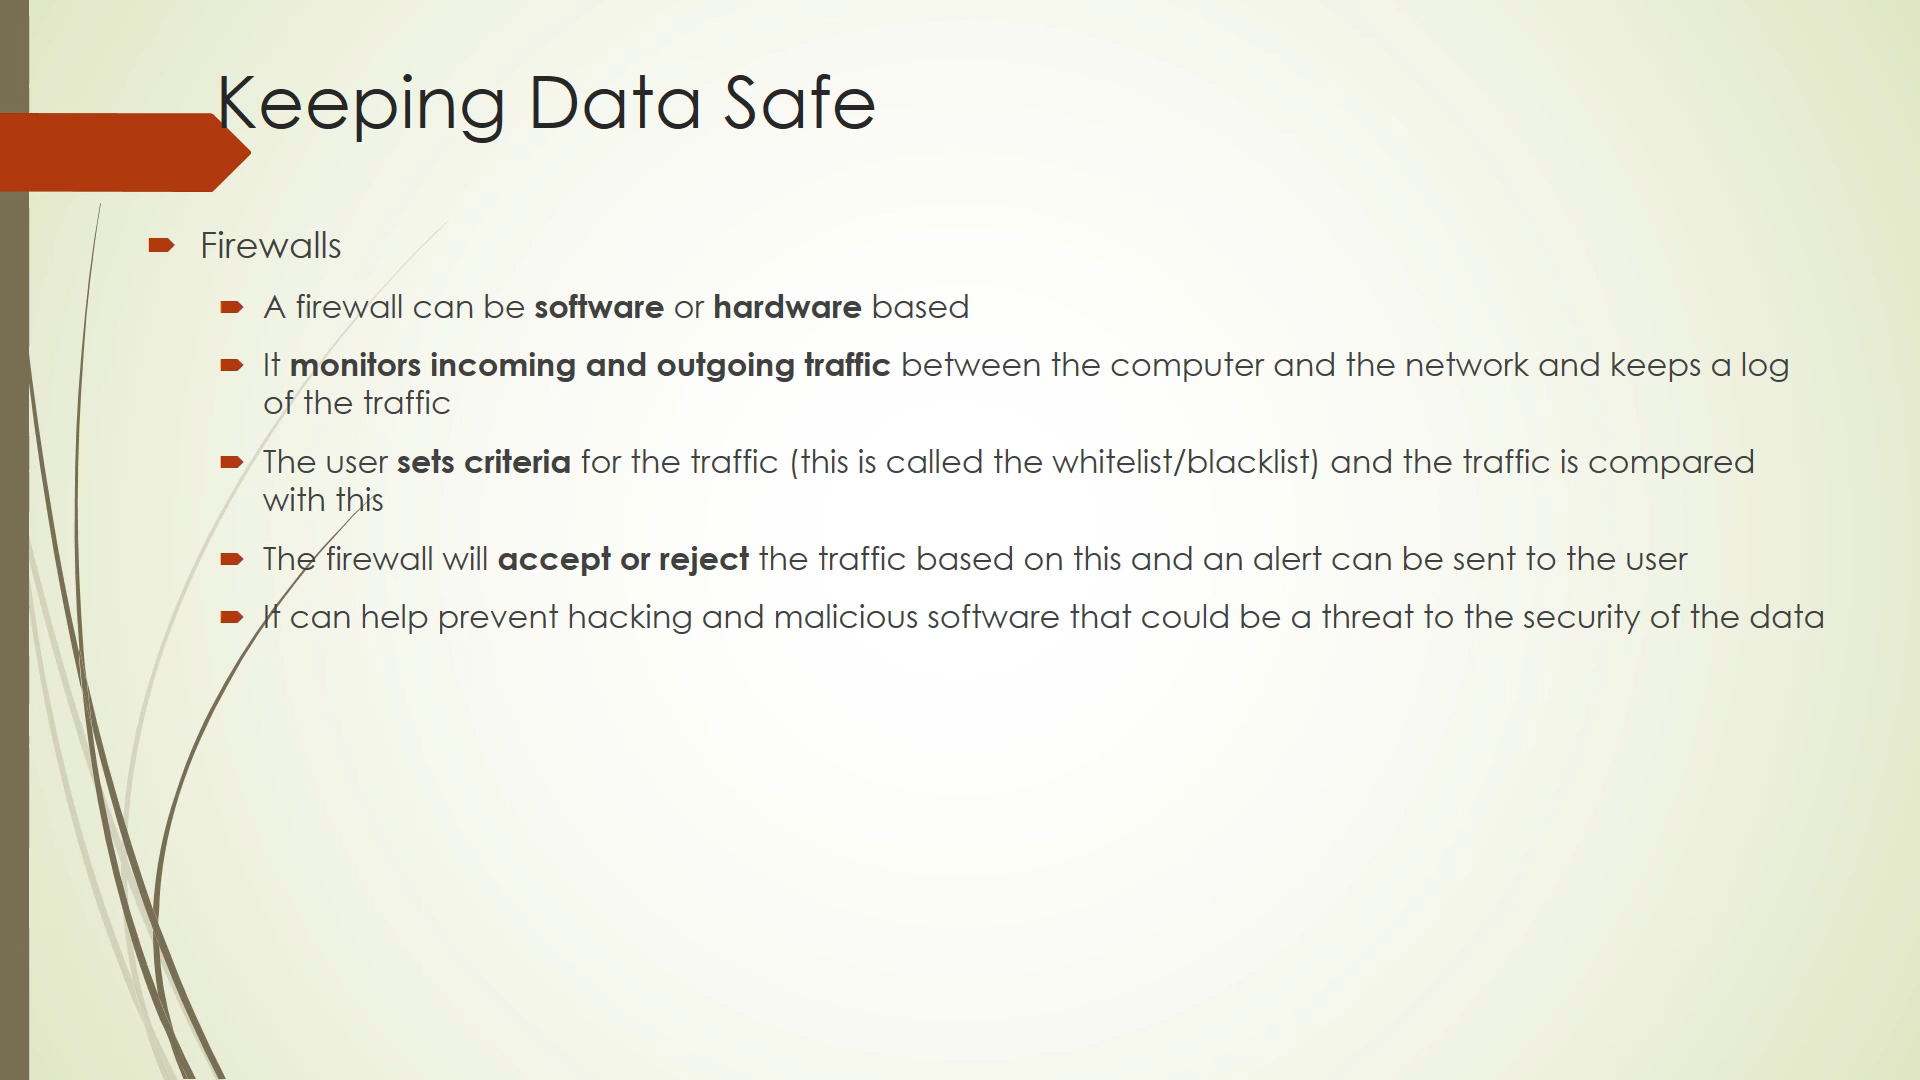 Keeping Data Safe
Firewalls
A firewall can be software or hardware based
It monitors incoming and outgoing traffic between the computer and the network and keeps a log
of the traffic
The user sets criteria for the traffic (this is called the whitelist/blacklist) and the traffic is compared
with this
The firewall will accept or reject the traffic based on this and an alert can be sent to the user
It can help prevent hacking and malicious software that could be a threat to the security of the data